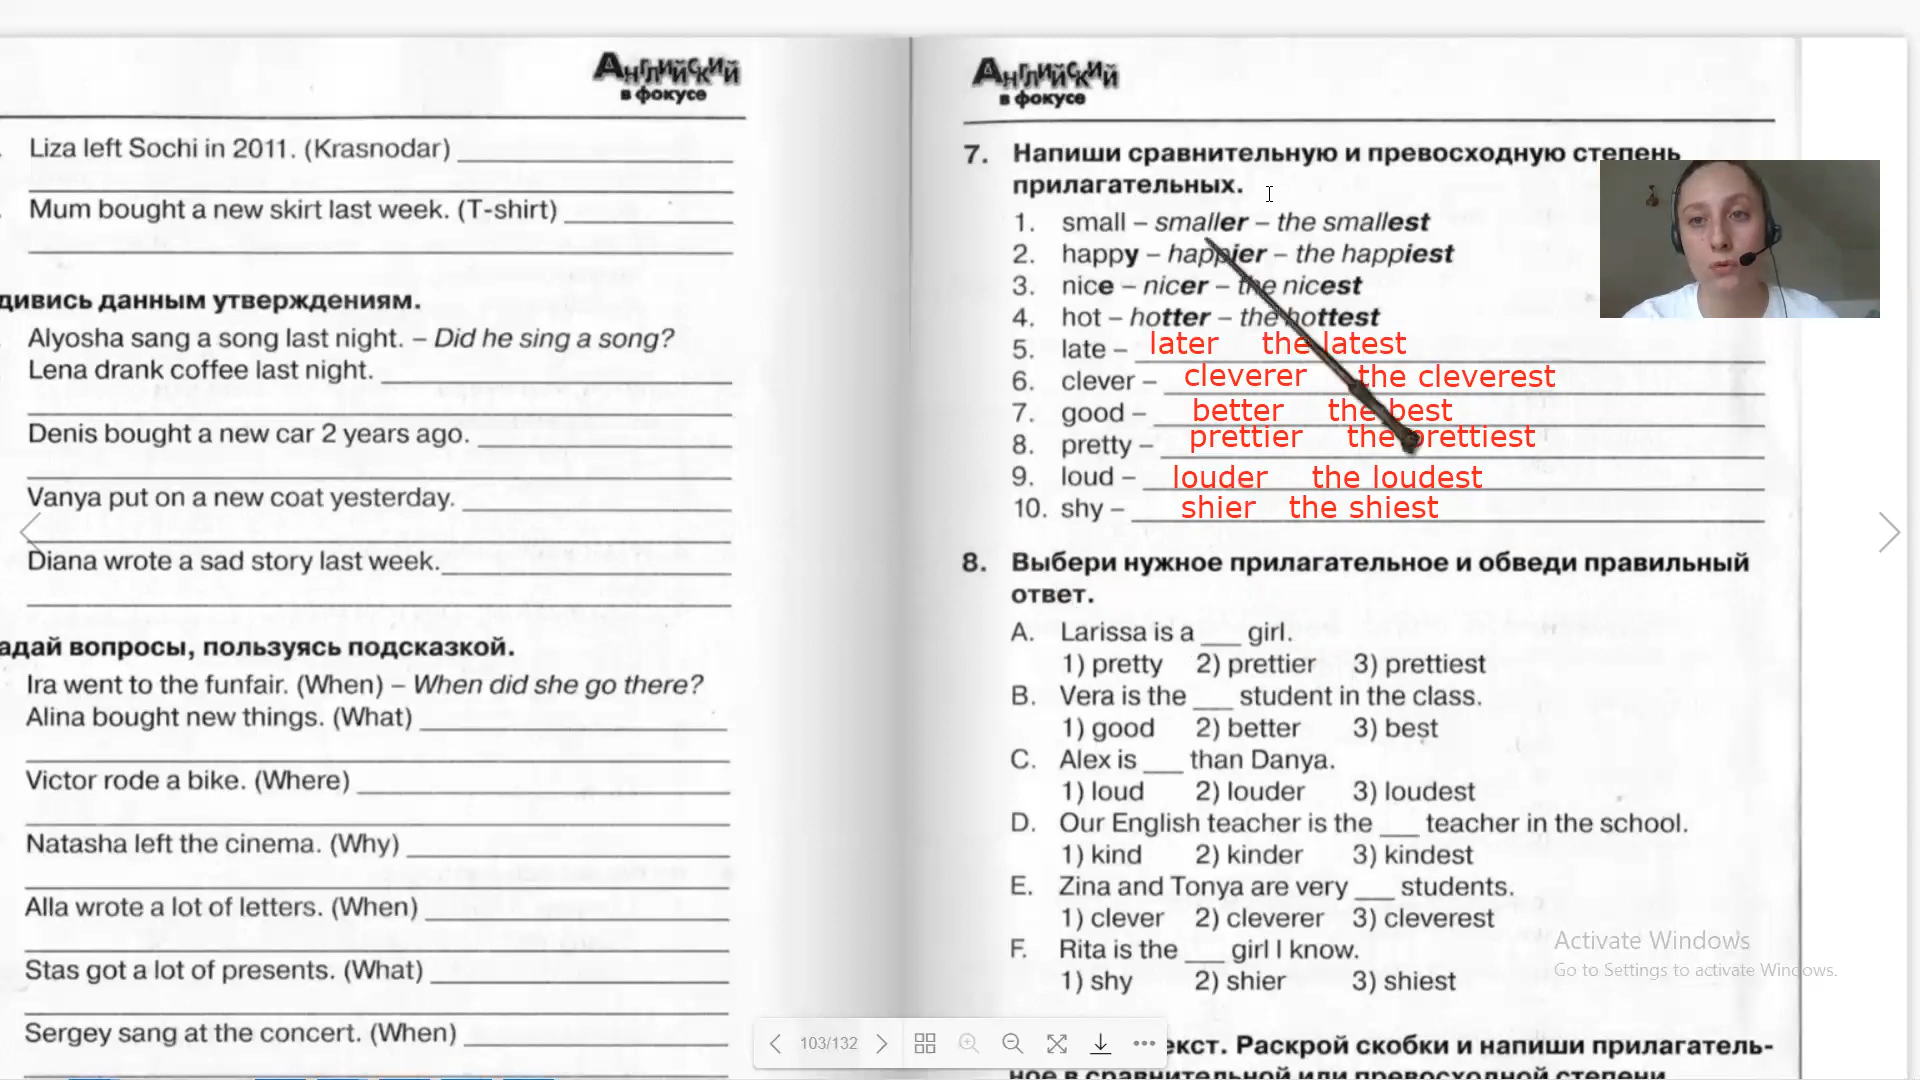 Английский
в фокусе
Liza left Sochi in 2011. (Krasnodar)
Mum bought a new skirt last week. (T-shirt)
дивись данным утверждениям.
Alyosha sang a song last night. – Did he sing a song?
Lena drank coffee last night.
Denis bought a new car 2 years ago.
Vanya put on a new coat yesterday.
Diana wrote a sad story last week.
адай вопросы, пользуясь подсказкой.
Ira went to the funfair. (When) – When did she go there?
Alina bought new things. (What)
Victor rode a bike. (Where)
Natasha left the cinema. (Why)
Alla wrote a lot of letters. (When)
Stas got a lot of presents. (What)
Sergey sang at the concert. (When)
Английский
в фокусе
7. Напиши сравнительную и превосходную степень
прилагательных.
1. small – smaller – the smallest
2. happy – happier – the happiest
3. nice – nicer – the nicest
4. hot – hotter – the hottest
5. late – later the latest
6. clever – cleverer the cleverest
7. good – better the best
8. pretty – prettier the prettiest
9. loud – louder the loudest
10. shy – shier the shiest
8. Выбери нужное прилагательное и обведи правильный
ответ.
A. Larissa is a ___ girl.
1) pretty 2) prettier 3) prettiest
B. Vera is the ___ student in the class.
1) good 2) better 3) best
C. Alex is ___ than Danya.
1) loud 2) louder 3) loudest
D. Our English teacher is the ___ teacher in the school.
1) kind 2) kinder 3) kindest
E. Zina and Tonya are very ___ students.
1) clever 2) cleverer 3) cleverest
F. Rita is the ___ girl I know.
1) shy 2) shier 3) shiest
екст. Раскрой скобки и напиши прилагатель-
ное в сравнительной или превосходной степени
Activate Windows
Go to Settings to activate Windows.
103/132